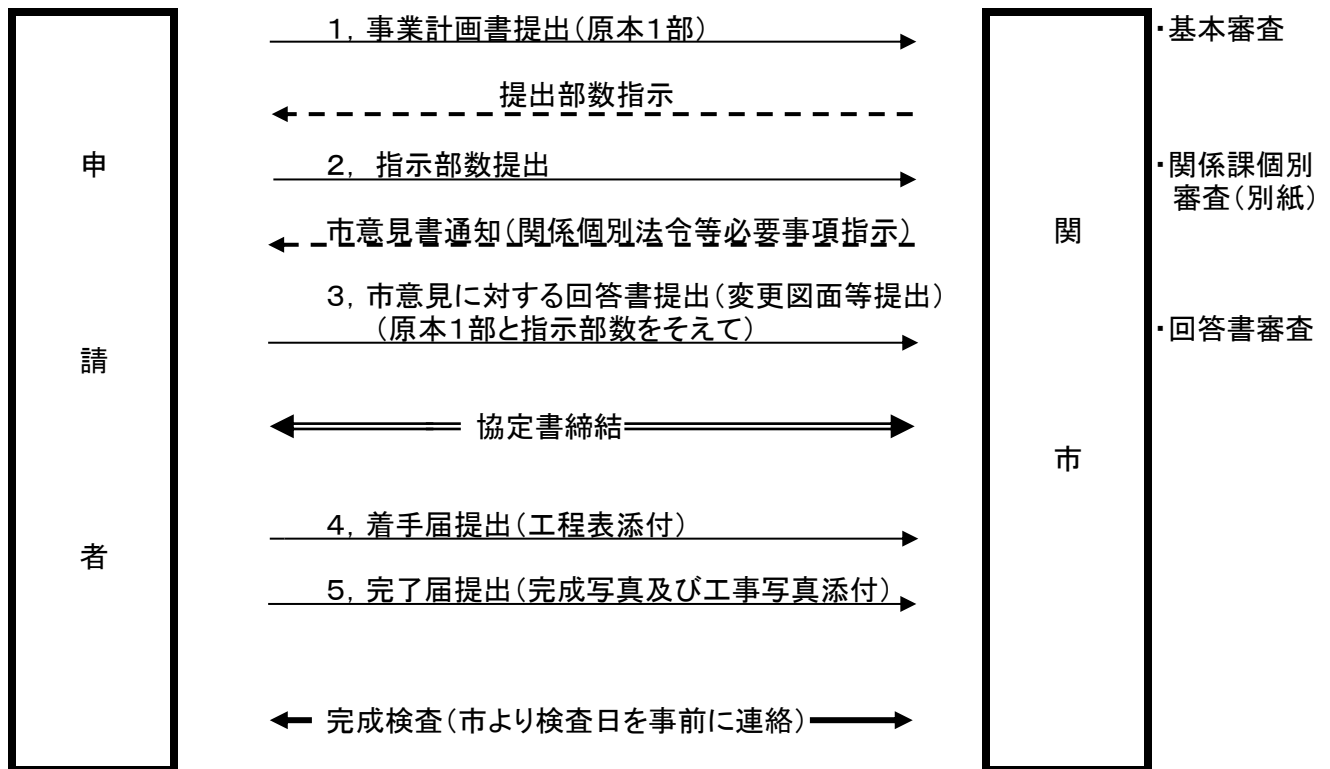 1，事業計画書提出（原本1部）
・基本審査
提出部数指示
申請者
2， 指示部数提出
・関係課個別
審査（別紙）
市意見書通知（関係個別法令等必要事項指示）
関市
3，市意見に対する回答書提出（変更図面等提出）
（原本1部と指示部数をそえて）
・回答書審査
協定書締結
4，着手届提出（工程表添付）
5，完了届提出（完成写真及び工事写真添付）
完成検査（市より検査日を事前に連絡）